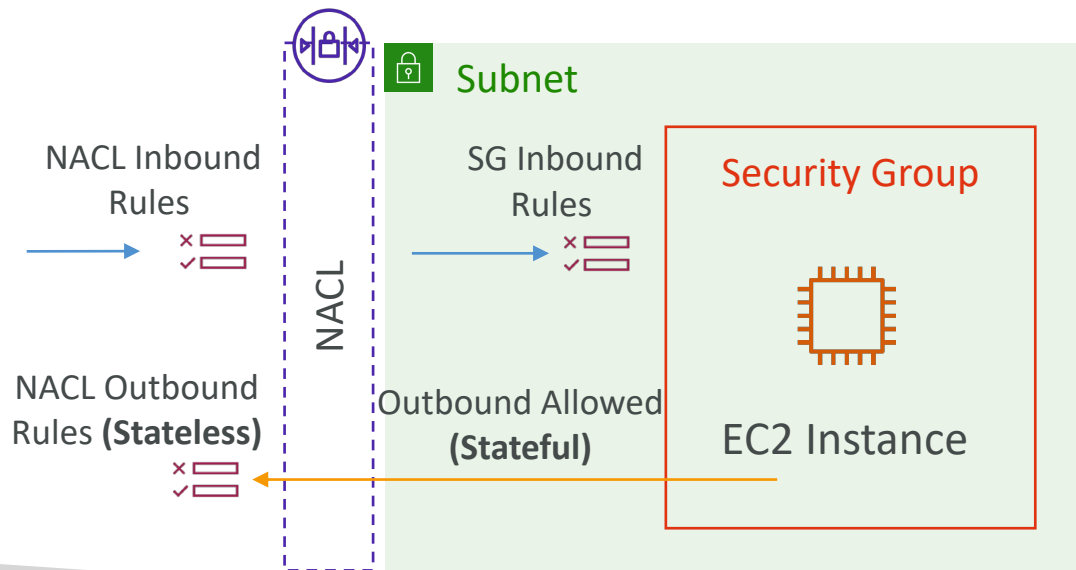 Subnet
NACL Inbound
Rules
SG Inbound
Rules
Security Group
NACL
NACL Outbound
Rules (Stateless)
Outbound Allowed
(Stateful)
EC2 Instance